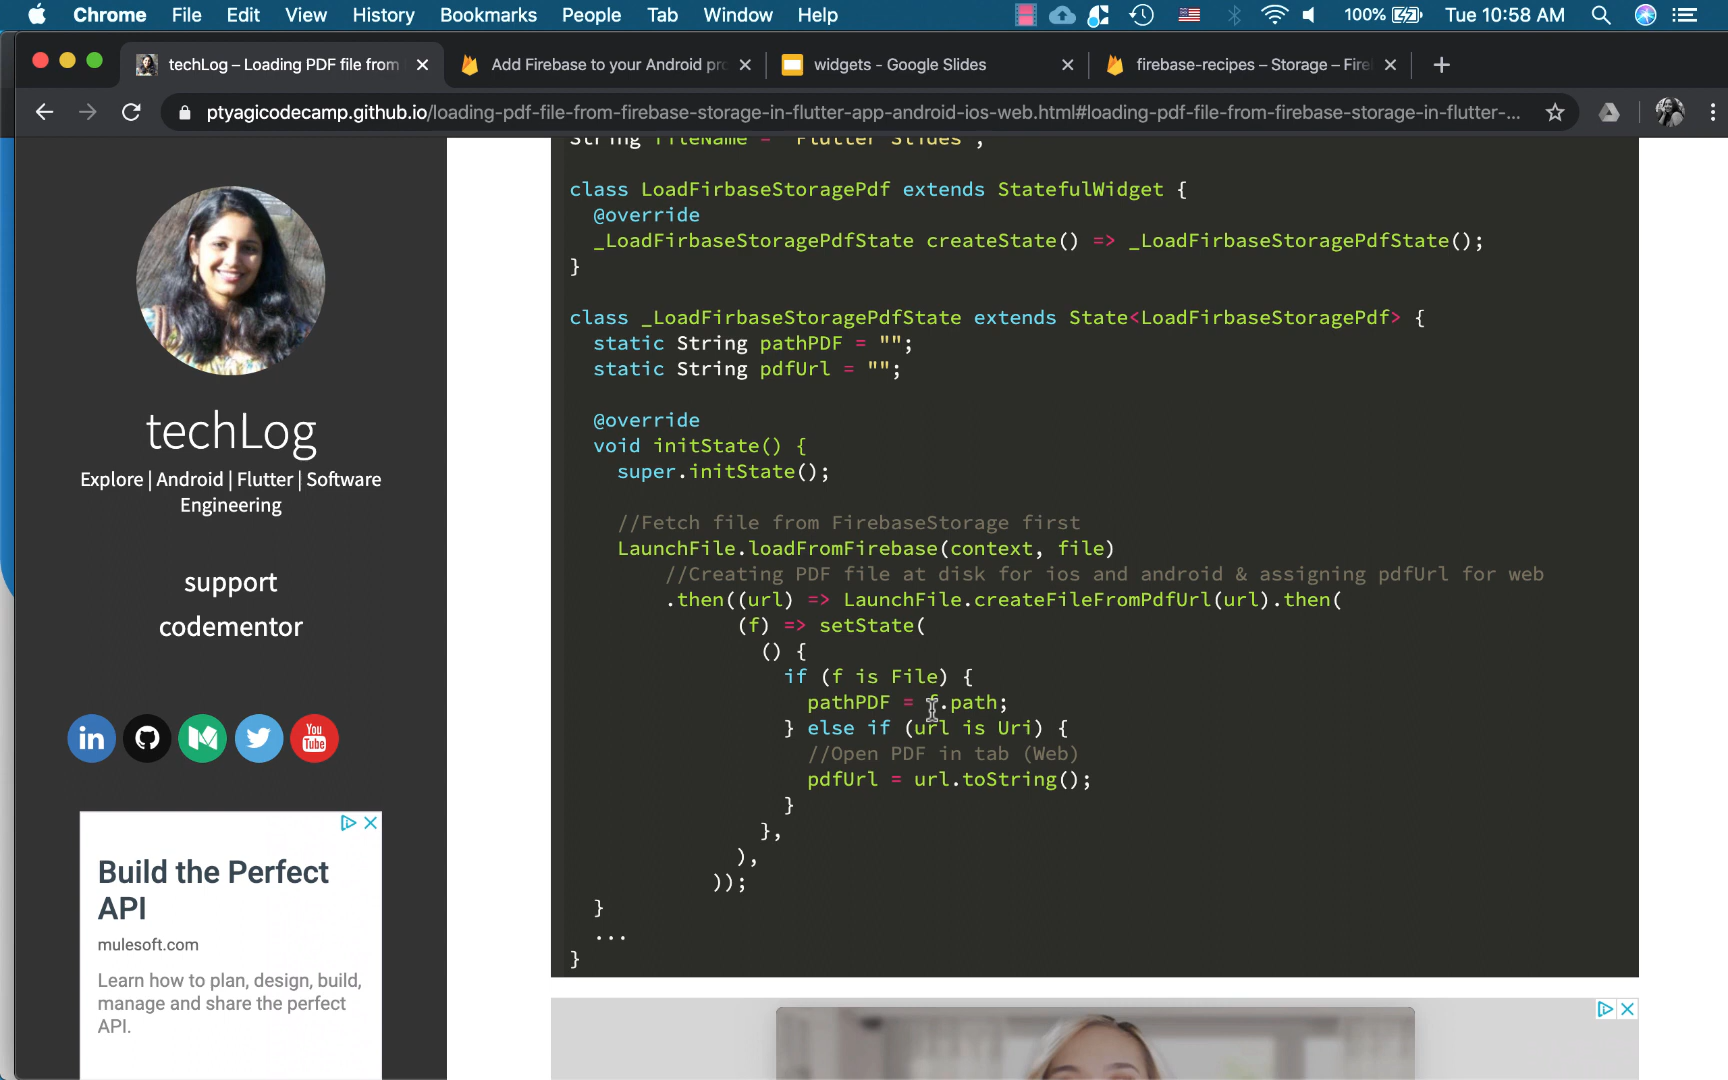 Chrome File Edit View History Bookmarks People Tab Window Help 100% Tue 10:58 AM
techLog – Loading PDF file from
Add Firebase to your Android pro
widgets - Google Slides
firebase-recipes – Storage – Fire
ptyagicodecamp.github.io/loading-pdf-file-from-firebase-storage-in-flutter-app-android-ios-web.html#loading-pdf-file-from-firebase-storage-in-flutter-...
techLog
Explore | Android | Flutter | Software
Engineering
support
codementor
in
You
Tube
Build the Perfect
API
mulesoft.com
Learn how to plan, design, build,
manage and share the perfect
API.
String fileName = "Flutter Slides";
class LoadFirbaseStoragePdf extends StatefulWidget {
@override
_LoadFirbaseStoragePdfState createState() => _LoadFirbaseStoragePdfState();
}
class _LoadFirbaseStoragePdfState extends State<LoadFirbaseStoragePdf> {
static String pathPDF = "";
static String pdfUrl = "";
@override
void initState() {
super.initState();
//Fetch file from FirebaseStorage first
LaunchFile.loadFromFirebase(context, file)
//Creating PDF file at disk for ios and android & assigning pdfUrl for web
.then((url) => LaunchFile.createFileFromPdfUrl(url).then(
(f) => setState(
() {
if (f is File) {
pathPDF = f.path;
} else if (url is Uri) {
//Open PDF in tab (Web)
pdfUrl = url.toString();
}
},
),
));
}
...
}